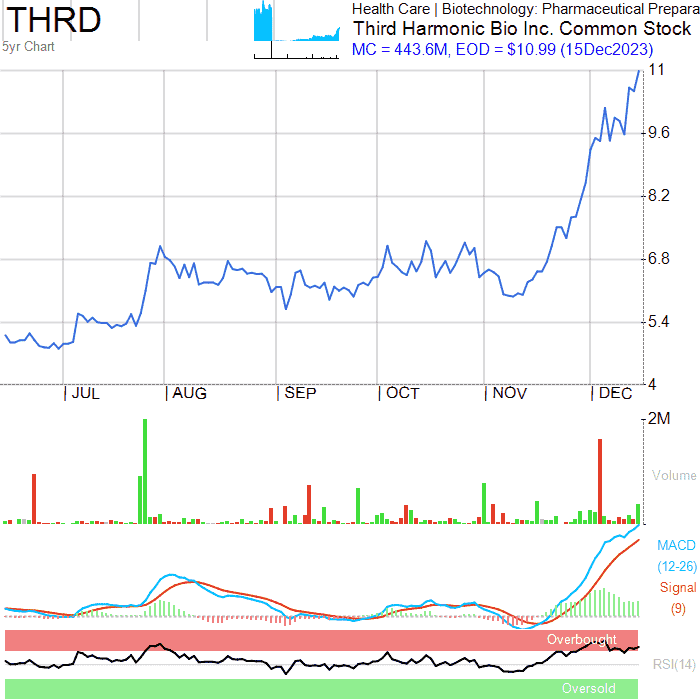 THRD
5yr Chart
Health Care | Biotechnology: Pharmaceutical Prepara
Third Harmonic Bio Inc. Common Stock
MC = 443.6M, EOD = $10.99 (15Dec2023)
11
9.6
8.2
6.8
5.4
4
JUL AUG SEP OCT NOV DEC
2M
Volume
MACD
(12-26)
Signal
(9)
Overbought
RSI(14)
Oversold